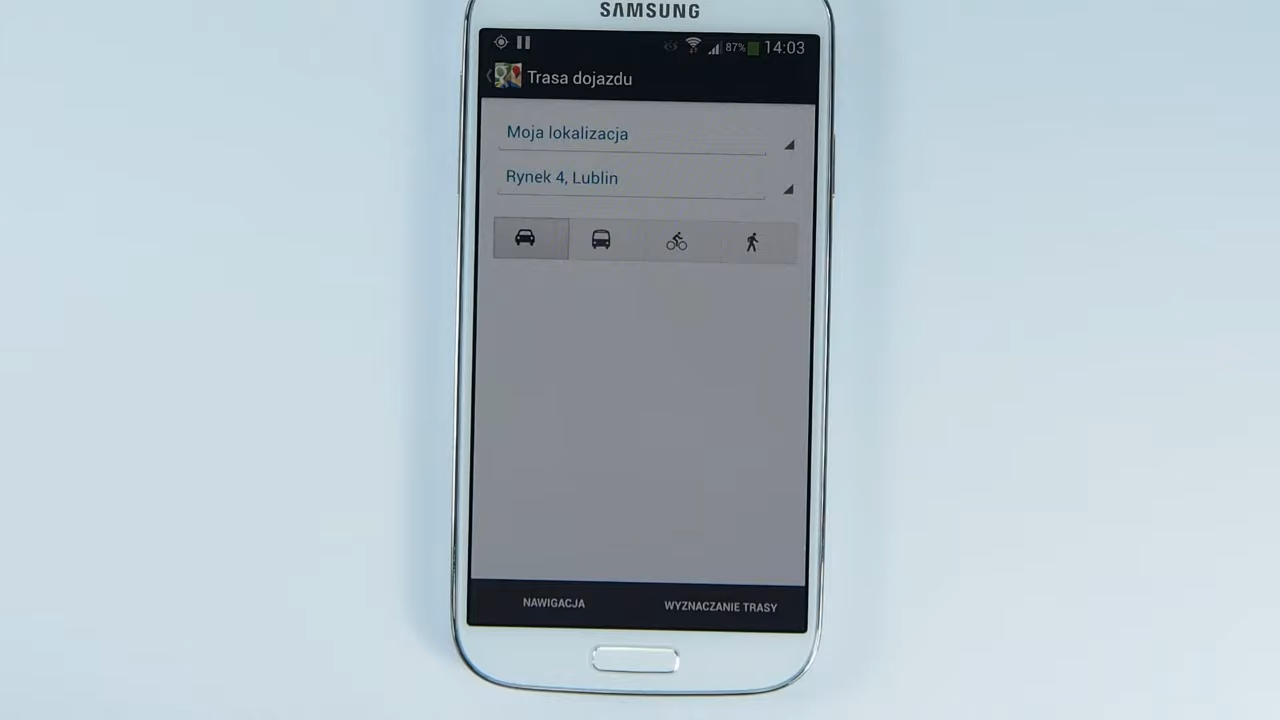 SAMSUNG
87% 14:03
Trasa dojazdu
Moja lokalizacja
Rynek 4, Lublin
NAWIGACJA WYZNACZANIE TRASY